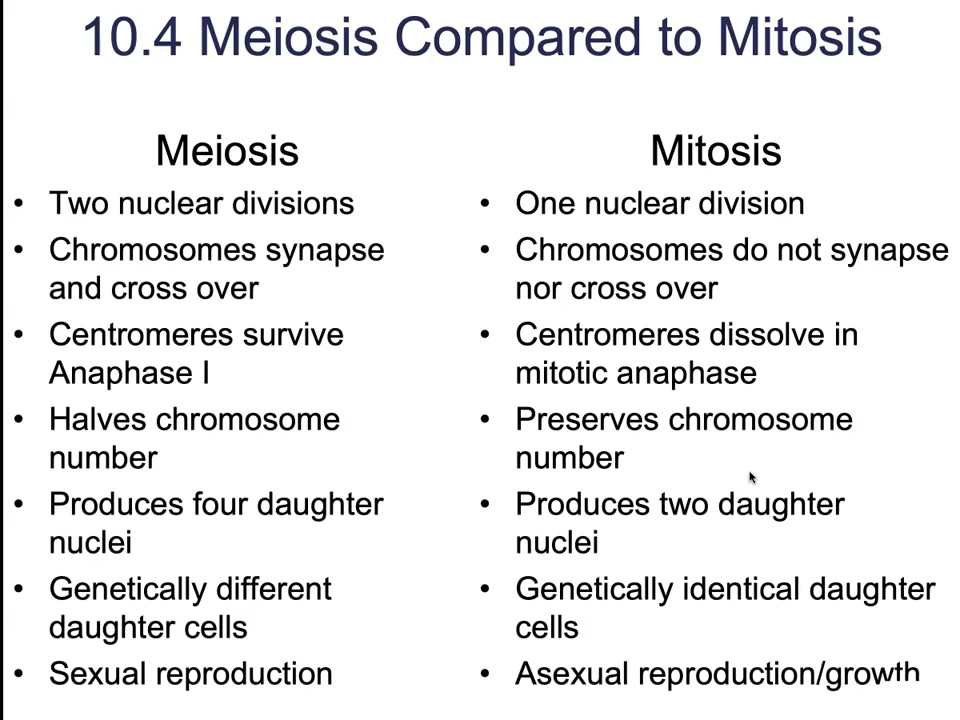 10.4 Meiosis Compared to Mitosis
Meiosis
• Two nuclear divisions
• Chromosomes synapse
and cross over
• Centromeres survive
Anaphase I
• Halves chromosome
number
• Produces four daughter
nuclei
• Genetically different
daughter cells
• Sexual reproduction
Mitosis
• One nuclear division
• Chromosomes do not synapse
nor cross over
• Centromeres dissolve in
mitotic anaphase
• Preserves chromosome
number
• Produces two daughter
nuclei
• Genetically identical daughter
cells
• Asexual reproduction/growth